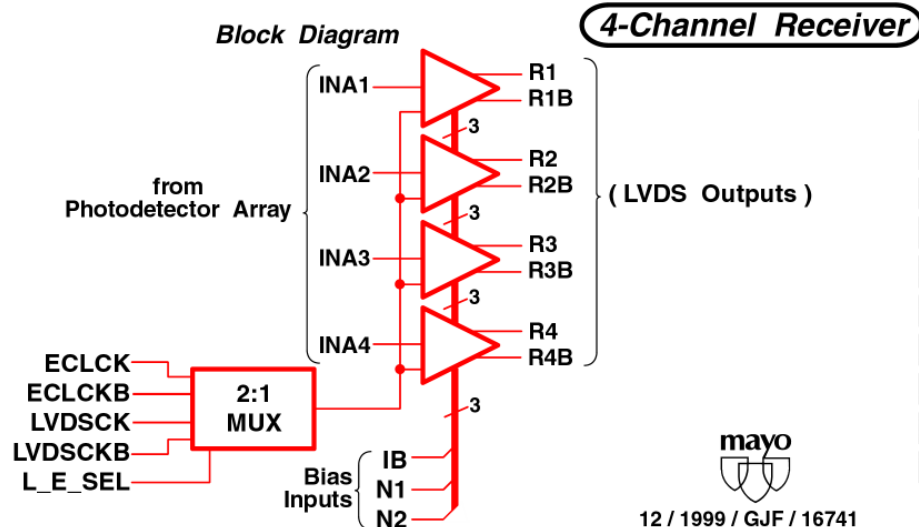 4-Channel Receiver
Block Diagram
INA1
R1
R1B
3
INA2
R2
R2B
3
from
Photodetector Array
( LVDS Outputs )
INA3
R3
R3B
3
INA4
R4
R4B
3
ECLCK
ECLCKB
LVDSCK
LVDSCKB
L_E_SEL
2:1
MUX
Bias
Inputs
IB
N1
N2
mayo
12 / 1999 / GJF / 16741